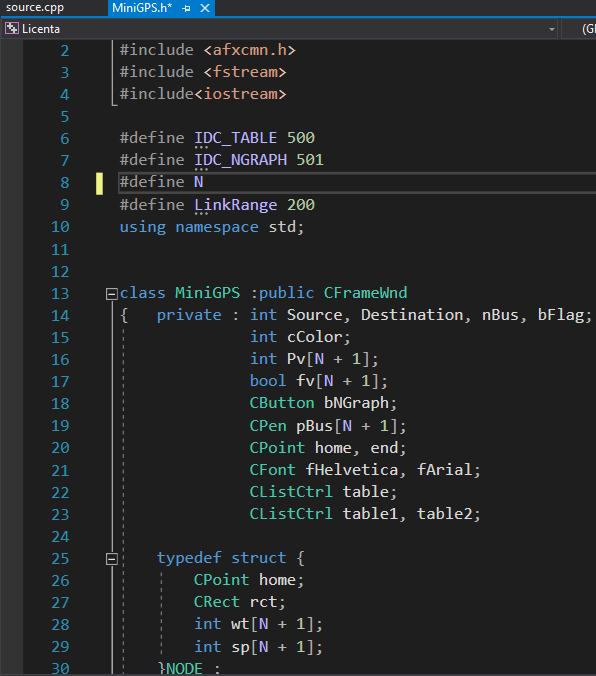 source.cpp MiniGPS.h*
Licenta (Gl
2 #include <afxcmn.h>
3 #include <fstream>
4 #include<iostream>
5
6 #define IDC_TABLE 500
7 #define IDC_NGRAPH 501
8 #define N
9 #define LinkRange 200
10 using namespace std;
11
12
13 class MiniGPS :public CFrameWnd
14 { private : int Source, Destination, nBus, bFlag;
15 int cColor;
16 int Pv[N + 1];
17 bool fv[N + 1];
18 CButton bNGraph;
19 CPen pBus[N + 1];
20 CPoint home, end;
21 CFont fHelvetica, fArial;
22 CListCtrl table;
23 CListCtrl table1, table2;
24
25 typedef struct {
26 CPoint home;
27 CRect rct;
28 int wt[N + 1];
29 int sp[N + 1];
30 }NODE ;